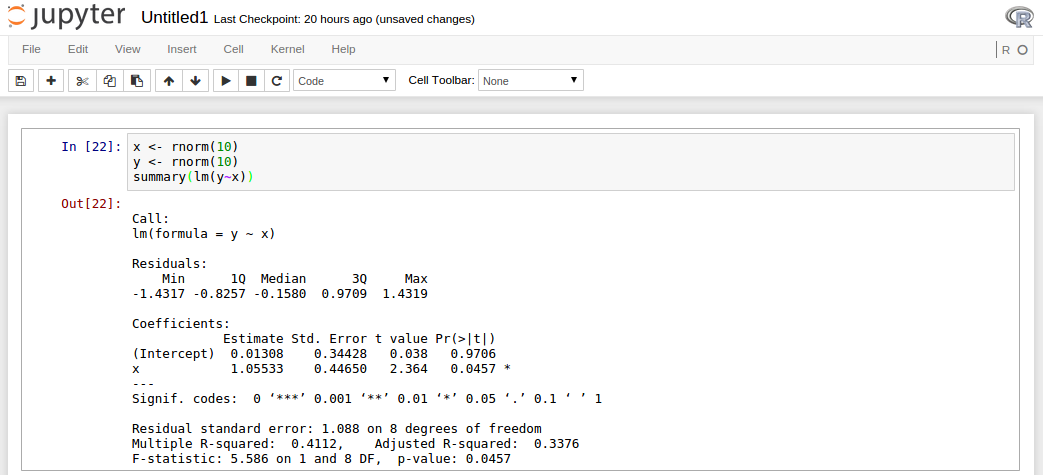 jupyter Untitled1 Last Checkpoint: 20 hours ago (unsaved changes) R
File Edit View Insert Cell Kernel Help R
Code Cell Toolbar: None
In [22]: x <- rnorm(10)
y <- rnorm(10)
summary(lm(y~x))
Out[22]:
Call:
lm(formula = y ~ x)
Residuals:
Min 1Q Median 3Q Max
-1.4317 -0.8257 -0.1580 0.9709 1.4319
Coefficients:
Estimate Std. Error t value Pr(>|t|)
(Intercept) 0.01308 0.34428 0.038 0.9706
x 1.05533 0.44650 2.364 0.0457 *
---
Signif. codes: 0 ‘***’ 0.001 ‘**’ 0.01 ‘*’ 0.05 ‘.’ 0.1 ‘ ’ 1
Residual standard error: 1.088 on 8 degrees of freedom
Multiple R-squared: 0.4112, Adjusted R-squared: 0.3376
F-statistic: 5.586 on 1 and 8 DF, p-value: 0.0457